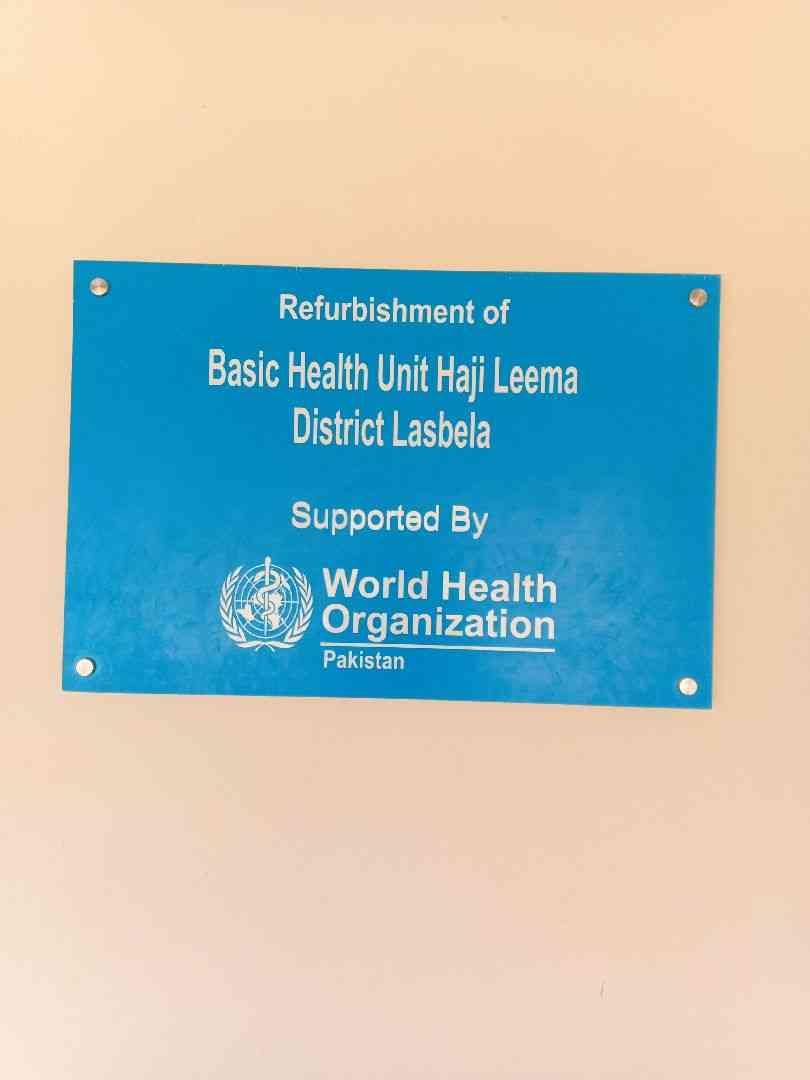 Refurbishment of
Basic Health Unit Haji Leema
District Lasbela
Supported By
World Health
Organization
Pakistan